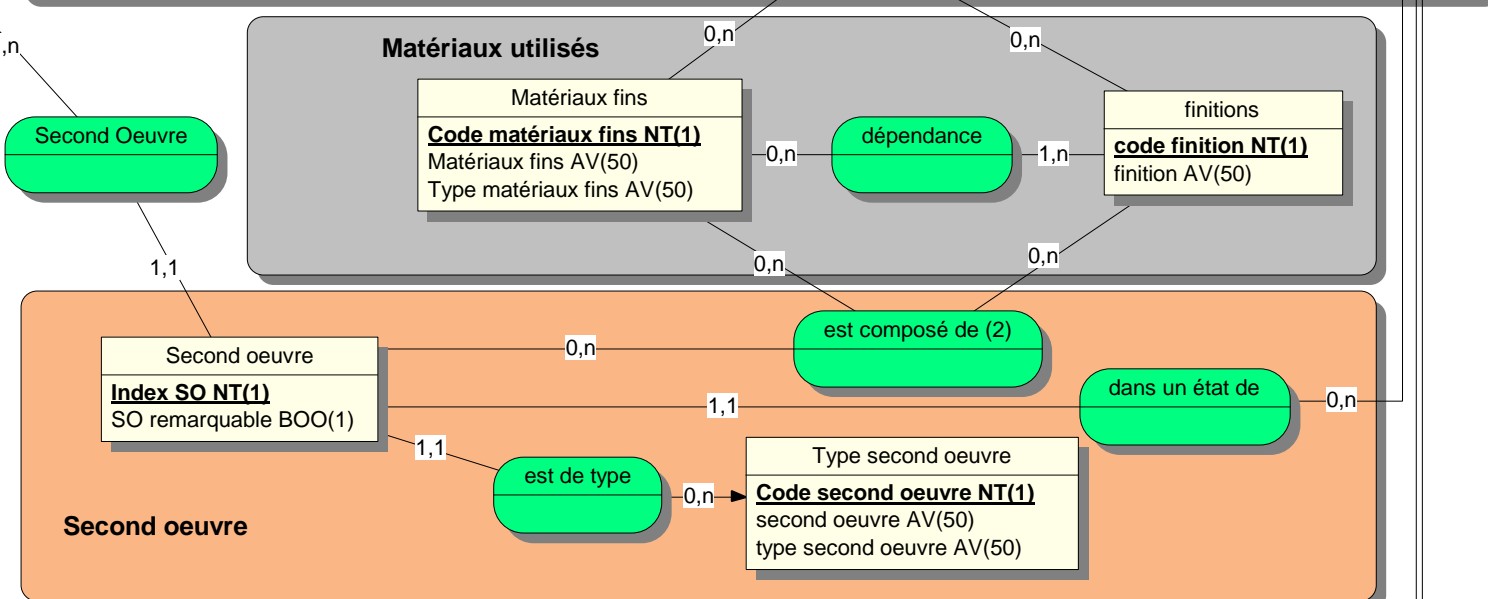 0,n
0,n
,n
Matériaux utilisés
Matériaux fins
Code matériaux fins NT(1)
Matériaux fins AV(50)
Type matériaux fins AV(50)
finitions
code finition NT(1)
finition AV(50)
Second Oeuvre
dépendance
0,n
1,n
1,1
0,n
0,n
est composé de (2)
Second oeuvre
Index SO NT(1)
SO remarquable BOO(1)
0,n
dans un état de
1,1
0,n
1,1
est de type
0,n
Type second oeuvre
Code second oeuvre NT(1)
second oeuvre AV(50)
type second oeuvre AV(50)
Second oeuvre